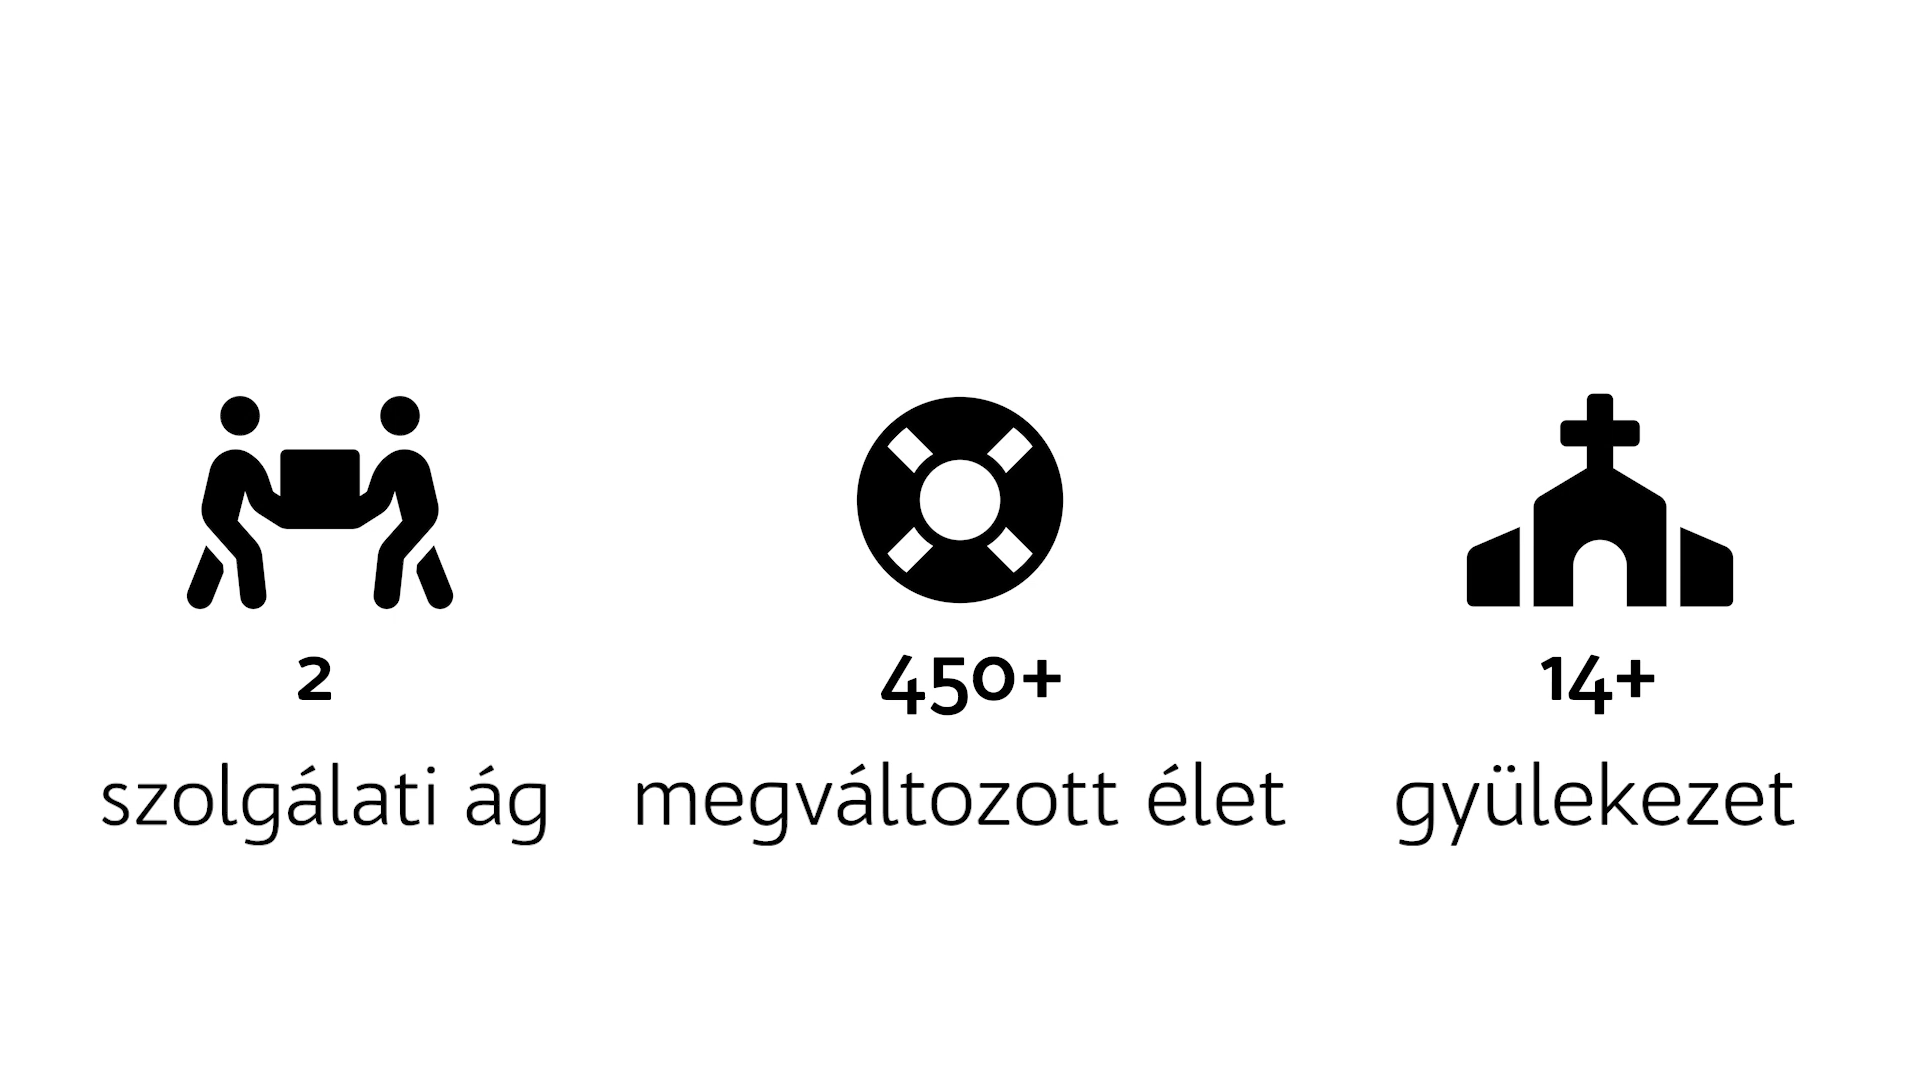 2
450+
14+
szolgálati ág
megváltozott élet
gyülekezet